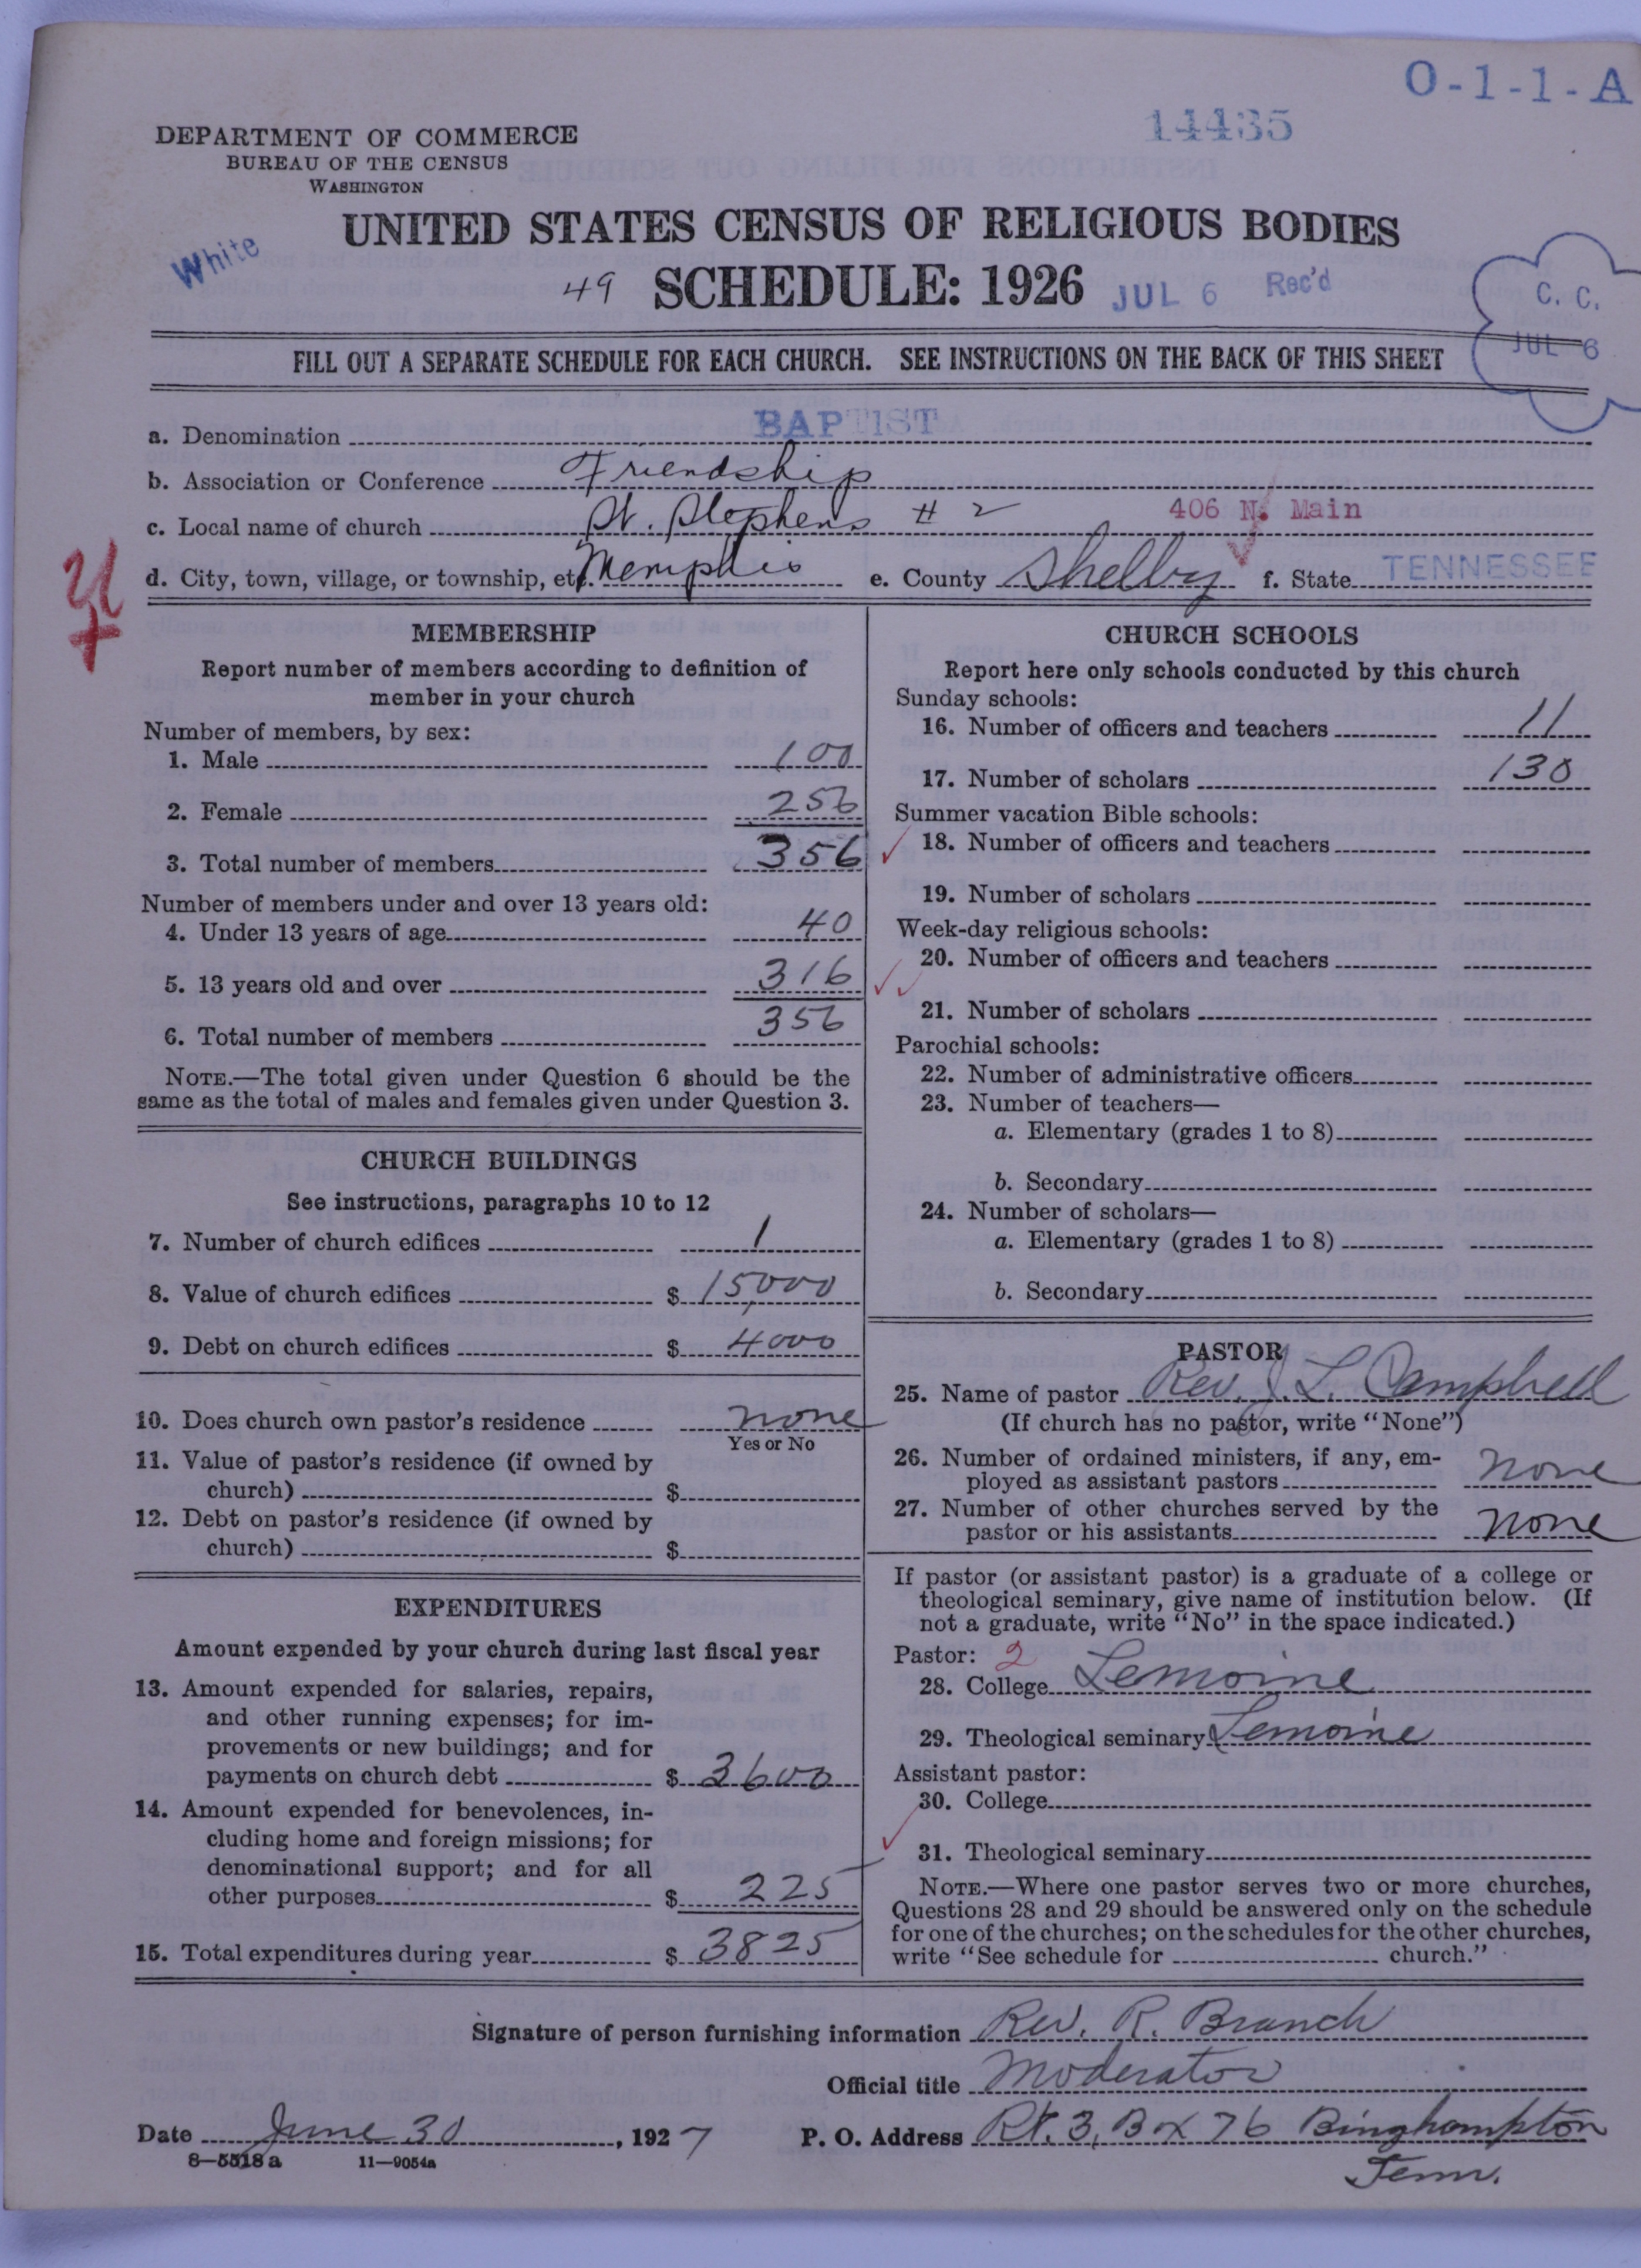 O-1-1-A
14435
DEPARTMENT OF COMMERCE
BUREAU OF THE CENSUS
WASHINGTON
UNITED STATES CENSUS OF RELIGIOUS BODIES
White
49 SCHEDULE: 1926 JUL 6 Rec'd
C. C.
JUL 6
FILL OUT A SEPARATE SCHEDULE FOR EACH CHURCH. SEE INSTRUCTIONS ON THE BACK OF THIS SHEET
a. Denomination BAPTIST
b. Association or Conference Friendship
c. Local name of church St. Stephens # 2 406 N. Main
d. City, town, village, or township, etc. Memphis e. County Shelby f. State TENNESSEE
MEMBERSHIP
Report number of members according to definition of
member in your church
Number of members, by sex:
1. Male 100
2. Female 256
3. Total number of members 356
Number of members under and over 13 years old:
4. Under 13 years of age 40
5. 13 years old and over 316
6. Total number of members 356
NOTE.—The total given under Question 6 should be the
same as the total of males and females given under Question 3.
CHURCH BUILDINGS
See instructions, paragraphs 10 to 12
7. Number of church edifices 1
8. Value of church edifices $ 15,000
9. Debt on church edifices $ 4000
10. Does church own pastor's residence none
Yes or No
11. Value of pastor's residence (if owned by
church) $
12. Debt on pastor's residence (if owned by
church) $
EXPENDITURES
Amount expended by your church during last fiscal year
13. Amount expended for salaries, repairs,
and other running expenses; for im-
provements or new buildings; and for
payments on church debt $ 3600
14. Amount expended for benevolences, in-
cluding home and foreign missions; for
denominational support; and for all
other purposes $ 225
15. Total expenditures during year $ 3825
CHURCH SCHOOLS
Report here only schools conducted by this church
Sunday schools:
16. Number of officers and teachers 11
17. Number of scholars 130
Summer vacation Bible schools:
18. Number of officers and teachers
19. Number of scholars
Week-day religious schools:
20. Number of officers and teachers
21. Number of scholars
Parochial schools:
22. Number of administrative officers
23. Number of teachers—
a. Elementary (grades 1 to 8)
b. Secondary
24. Number of scholars—
a. Elementary (grades 1 to 8)
b. Secondary
PASTOR
25. Name of pastor Rev. J. L. Campbell
(If church has no pastor, write "None")
26. Number of ordained ministers, if any, em-
ployed as assistant pastors none
27. Number of other churches served by the
pastor or his assistants none
If pastor (or assistant pastor) is a graduate of a college or
theological seminary, give name of institution below. (If
not a graduate, write "No" in the space indicated.)
Pastor: 2
28. College Lemoine
29. Theological seminary Lemoine
Assistant pastor:
30. College
31. Theological seminary
NOTE.—Where one pastor serves two or more churches,
Questions 28 and 29 should be answered only on the schedule
for one of the churches; on the schedules for the other churches,
write "See schedule for church."
Signature of person furnishing information Rev. R. Branch
Official title Moderator
Date June 30, 1927 P. O. Address Rt. 3, Bx 76 Binghampton
Tenn.
8—5518a 11—9054a